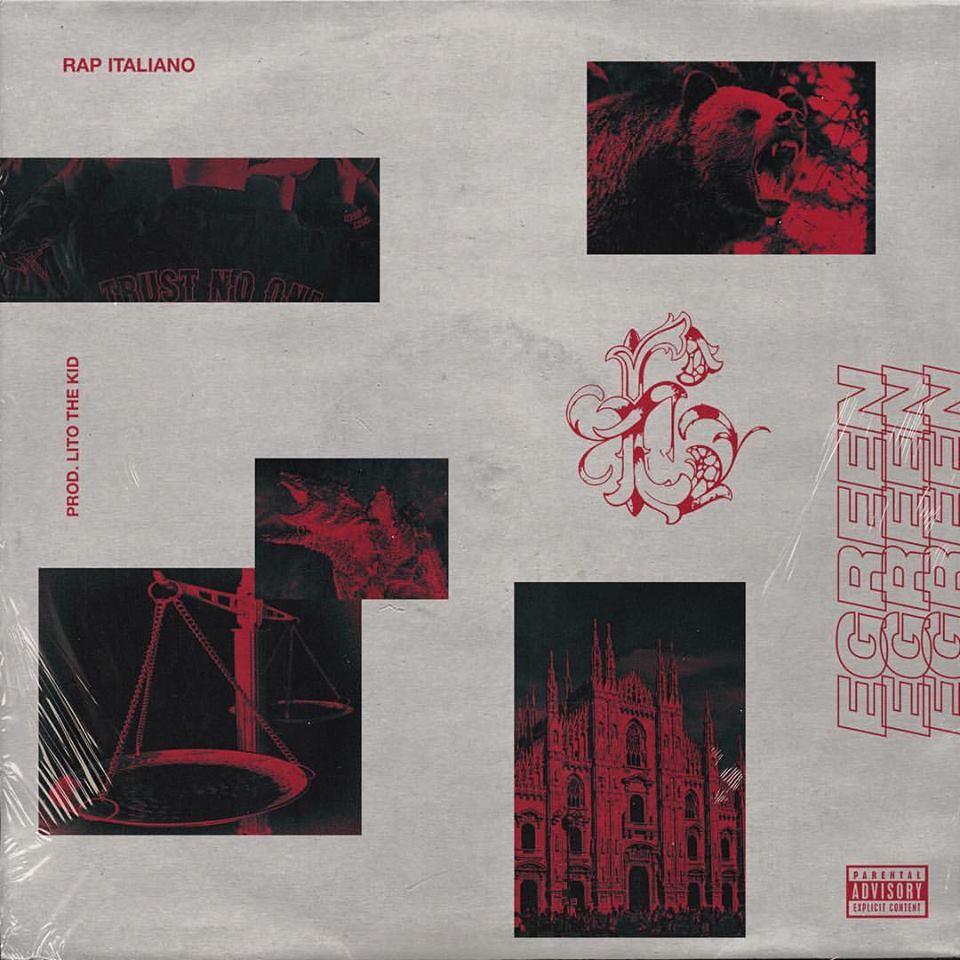 RAP ITALIANO
TRUST NO ONE
PROD. LITO THE KID
EGREEN
EGREEN
EGREEN
PARENTAL
ADVISORY
EXPLICIT CONTENT